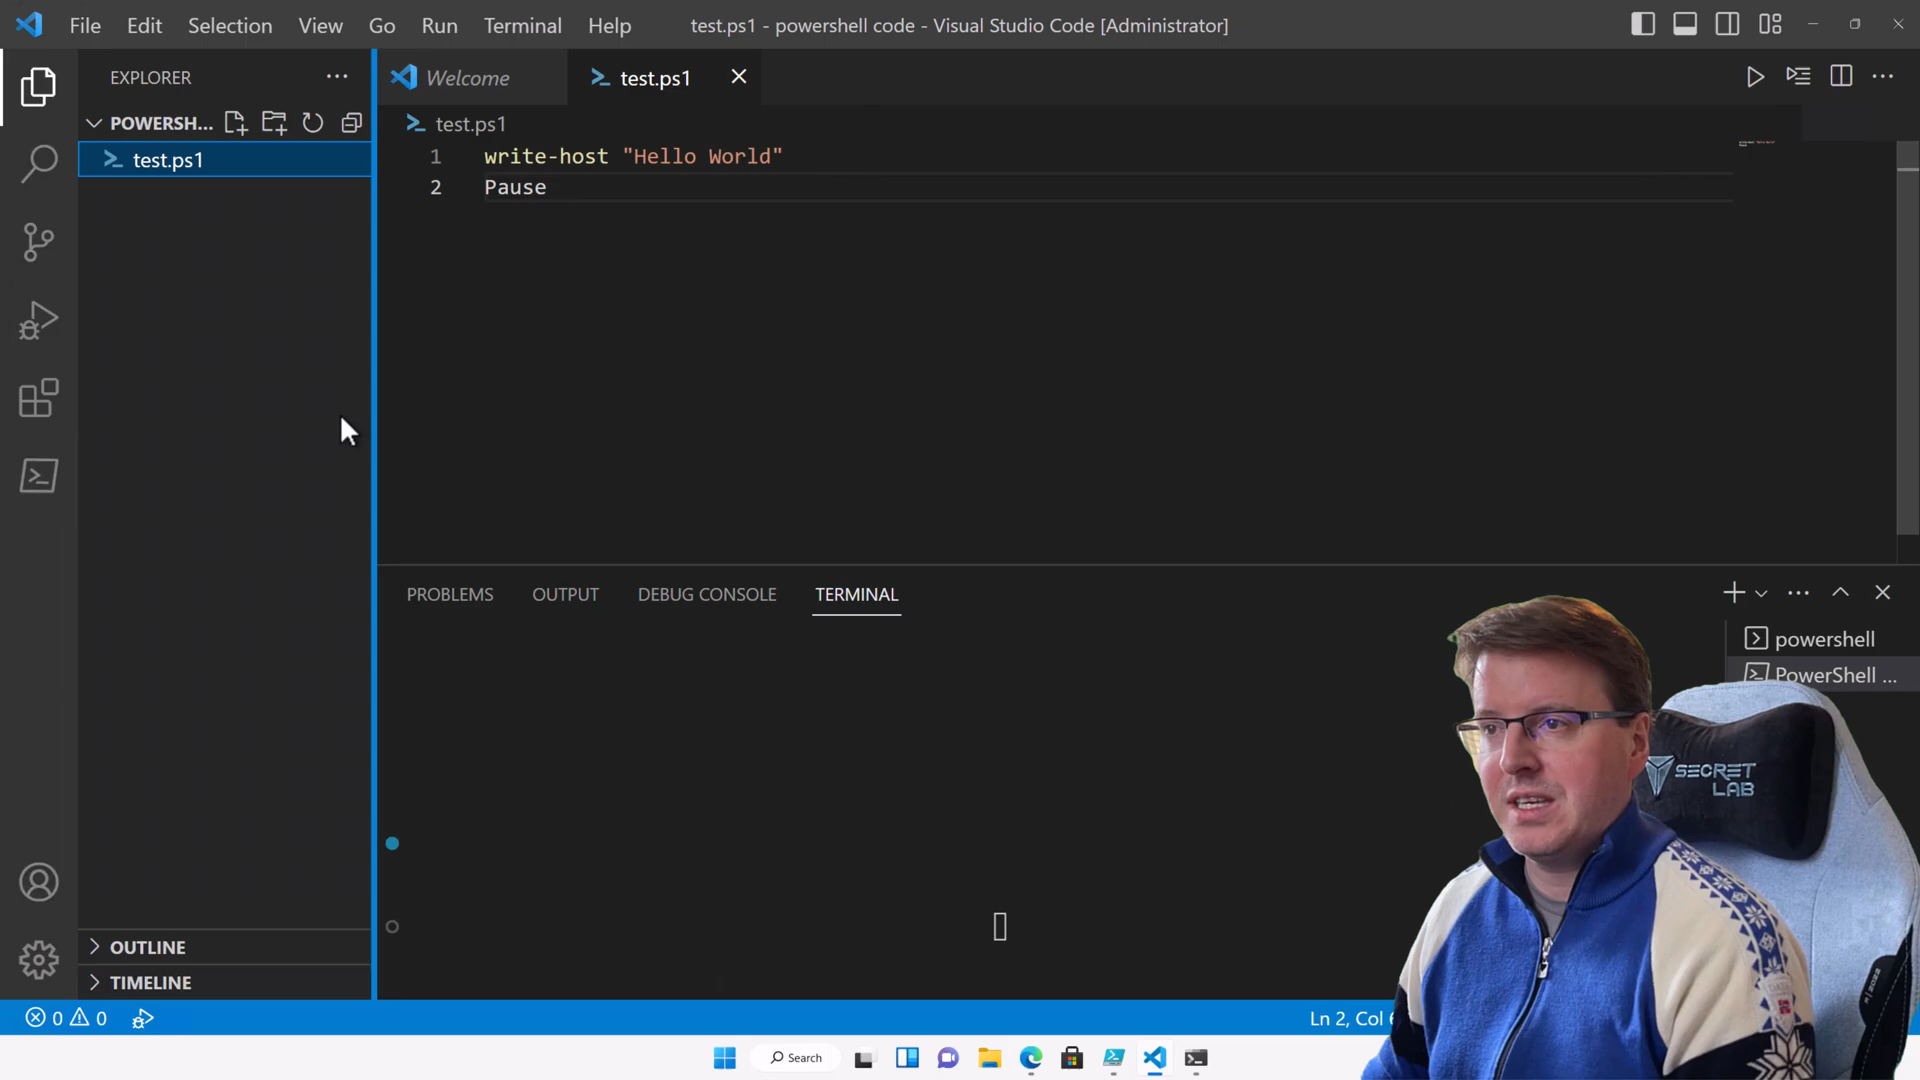 File Edit Selection View Go Run Terminal Help
test.ps1 - powershell code - Visual Studio Code [Administrator]
EXPLORER
Welcome
test.ps1
POWERSH...
test.ps1
test.ps1
1 write-host "Hello World"
2 Pause
PROBLEMS OUTPUT DEBUG CONSOLE TERMINAL
powershell
PowerShell ...
SECRET
LAB
OUTLINE
TIMELINE
0 0
Ln 2, Col
Search